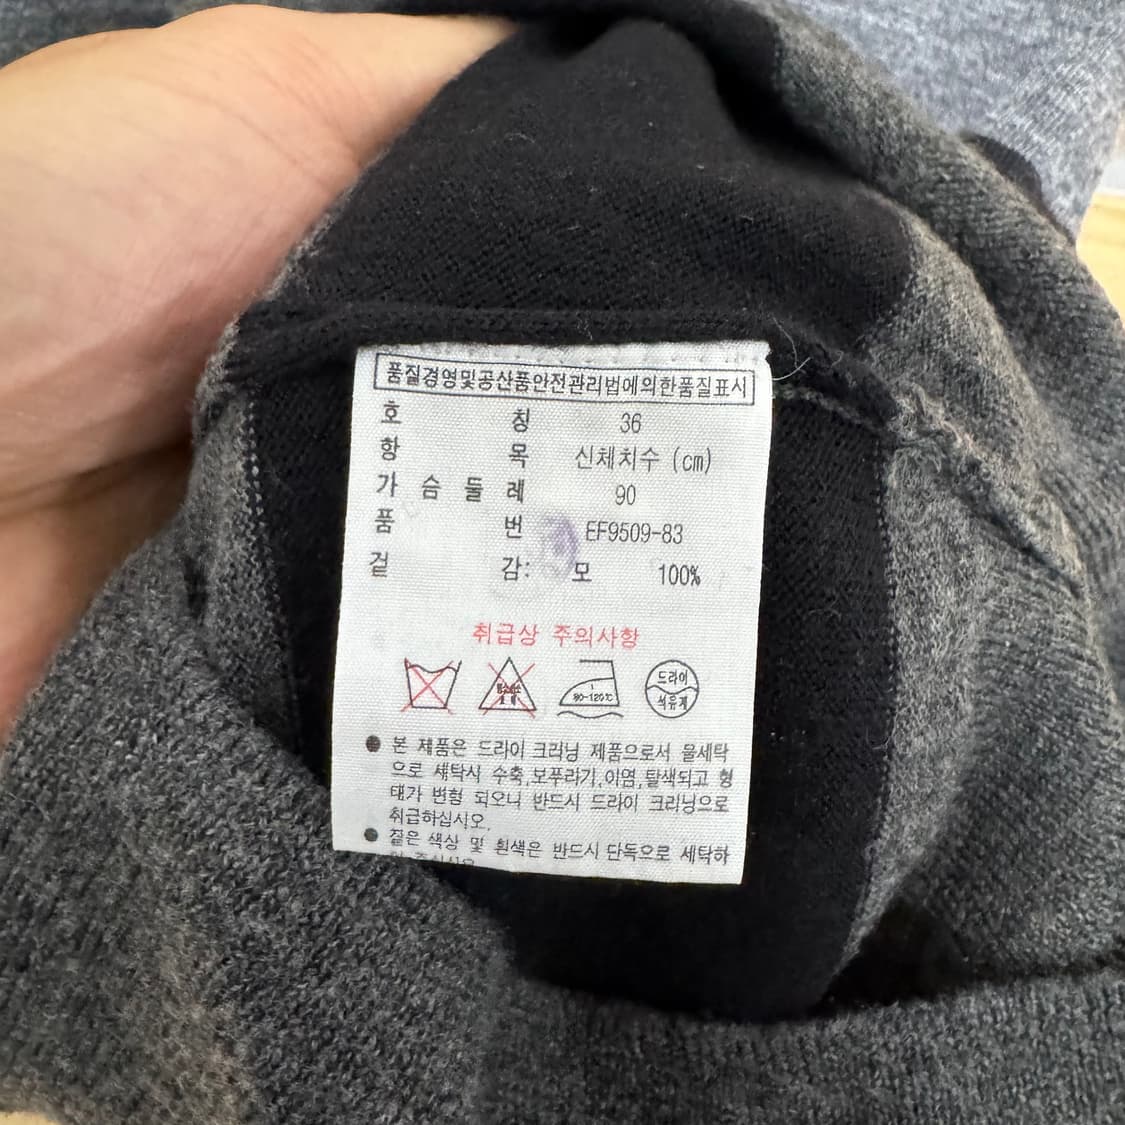 품질경영및공산품안전관리법에의한품질표시
호 칭 36
항 목 신체치수 (cm)
가 슴 둘 레 90
품 번 EF9509-83
겉 감: 모 100%
취급상 주의사항
80-120℃
드라이
석유계
● 본 제품은 드라이 크리닝 제품으로서 물세탁
으로 세탁시 수축,보푸라기,이염,탈색되고 형
태가 변형 되오니 반드시 드라이 크리닝으로
취급하십시오.
● 짙은 색상 및 흰색은 반드시 단독으로 세탁하